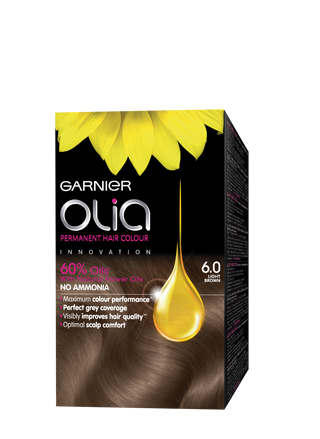 GARNIER
Olia
PERMANENT HAIR COLOUR
INNOVATION
60% Oils
NO AMMONIA
6.0
LIGHT
BROWN
• Maximum colour performance
• Perfect grey coverage
• Visibly improves hair quality
• Optimal scalp comfort